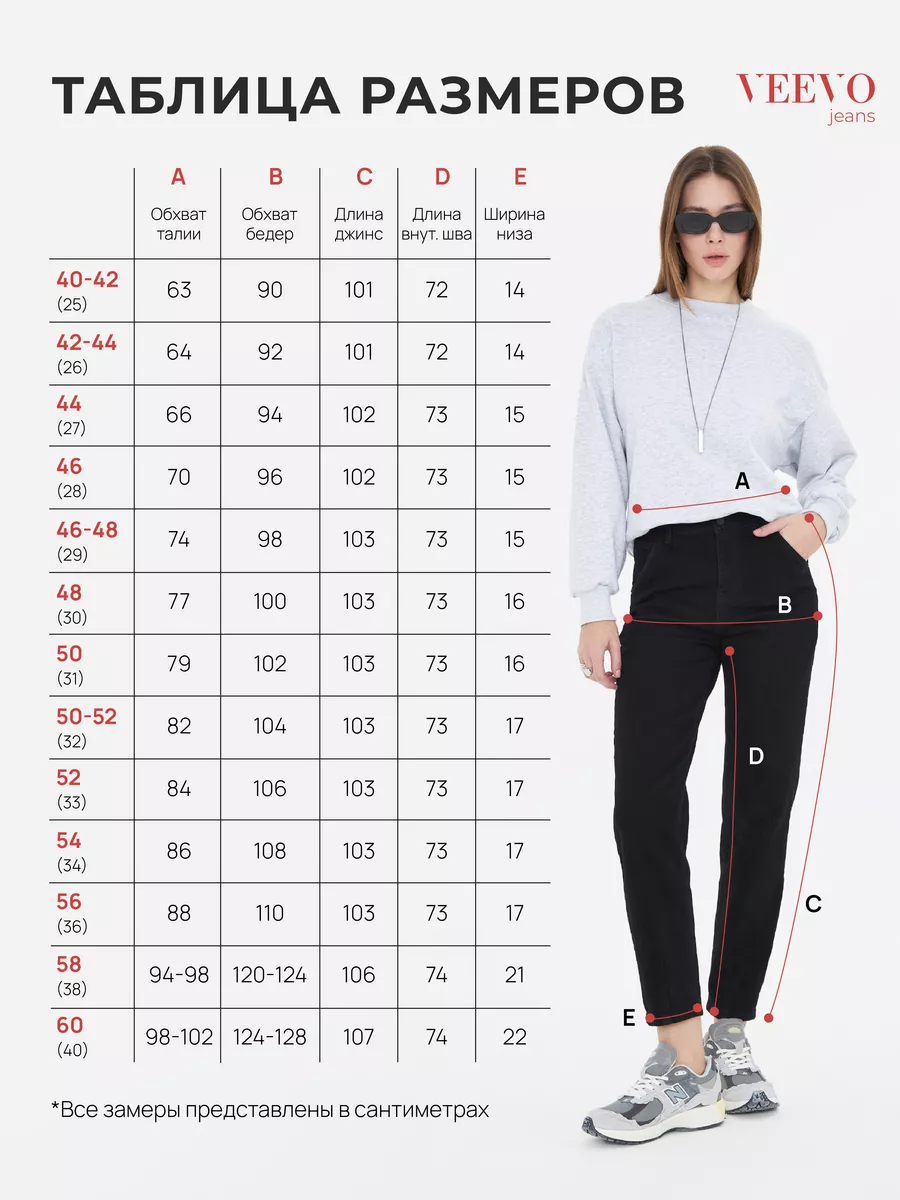 ТАБЛИЦА РАЗМЕРОВ
VEEVO
jeans
A B C D E
Обхват талии Обхват бедер Длина джинс Длина внут. шва Ширина низа
40-42 (25) 63 90 101 72 14
42-44 (26) 64 92 101 72 14
44 (27) 66 94 102 73 15
46 (28) 70 96 102 73 15
46-48 (29) 74 98 103 73 15
48 (30) 77 100 103 73 16
50 (31) 79 102 103 73 16
50-52 (32) 82 104 103 73 17
52 (33) 84 106 103 73 17
54 (34) 86 108 103 73 17
56 (36) 88 110 103 73 17
58 (38) 94-98 120-124 106 74 21
60 (40) 98-102 124-128 107 74 22
*Все замеры представлены в сантиметрах
A
B
D
C
E
N